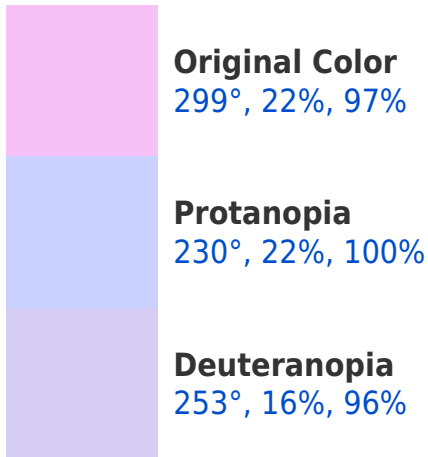 Original Color
299°, 22%, 97%
Protanopia
230°, 22%, 100%
Deuteranopia
253°, 16%, 96%